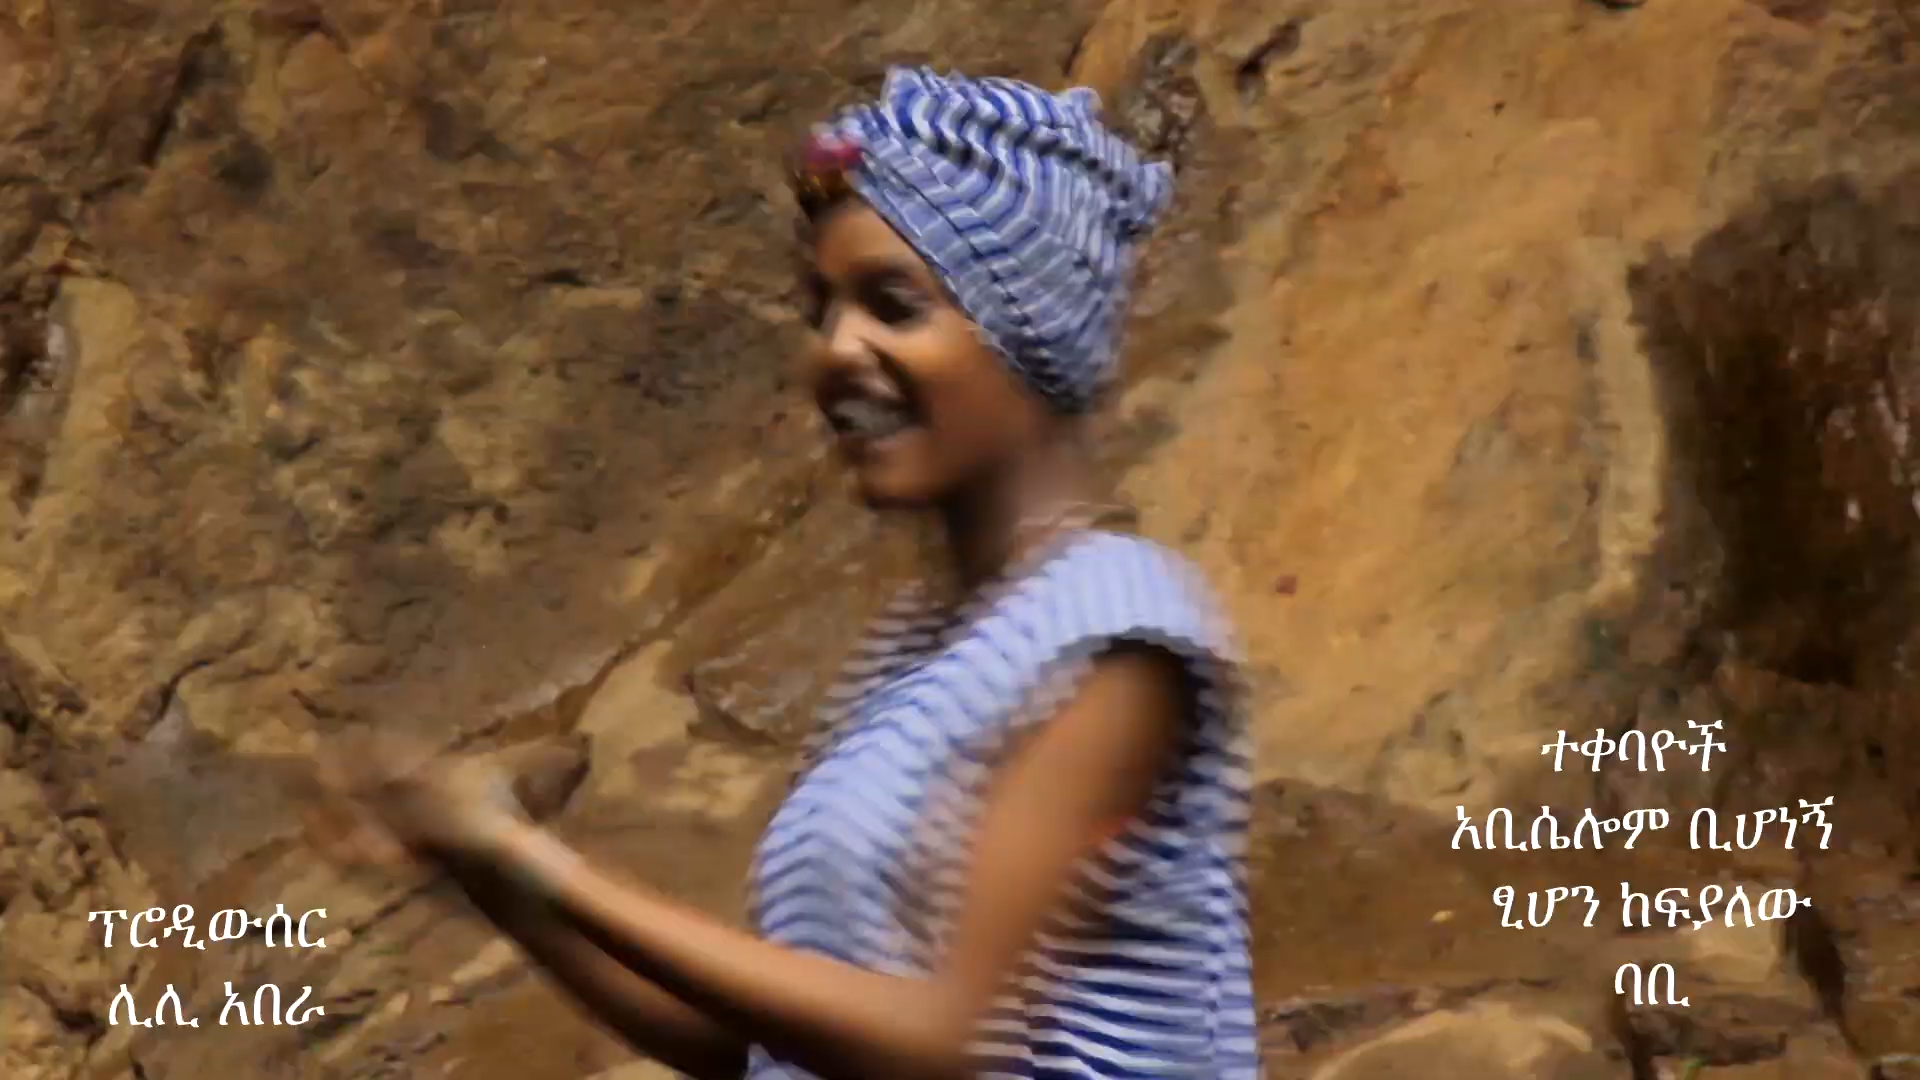 ፕሮዲውሰር
ሊሊ አበራ
ተቀባዮች
አቢሴሎም ቢሆነኝ
ፂሆን ከፍያለው
ባቢ